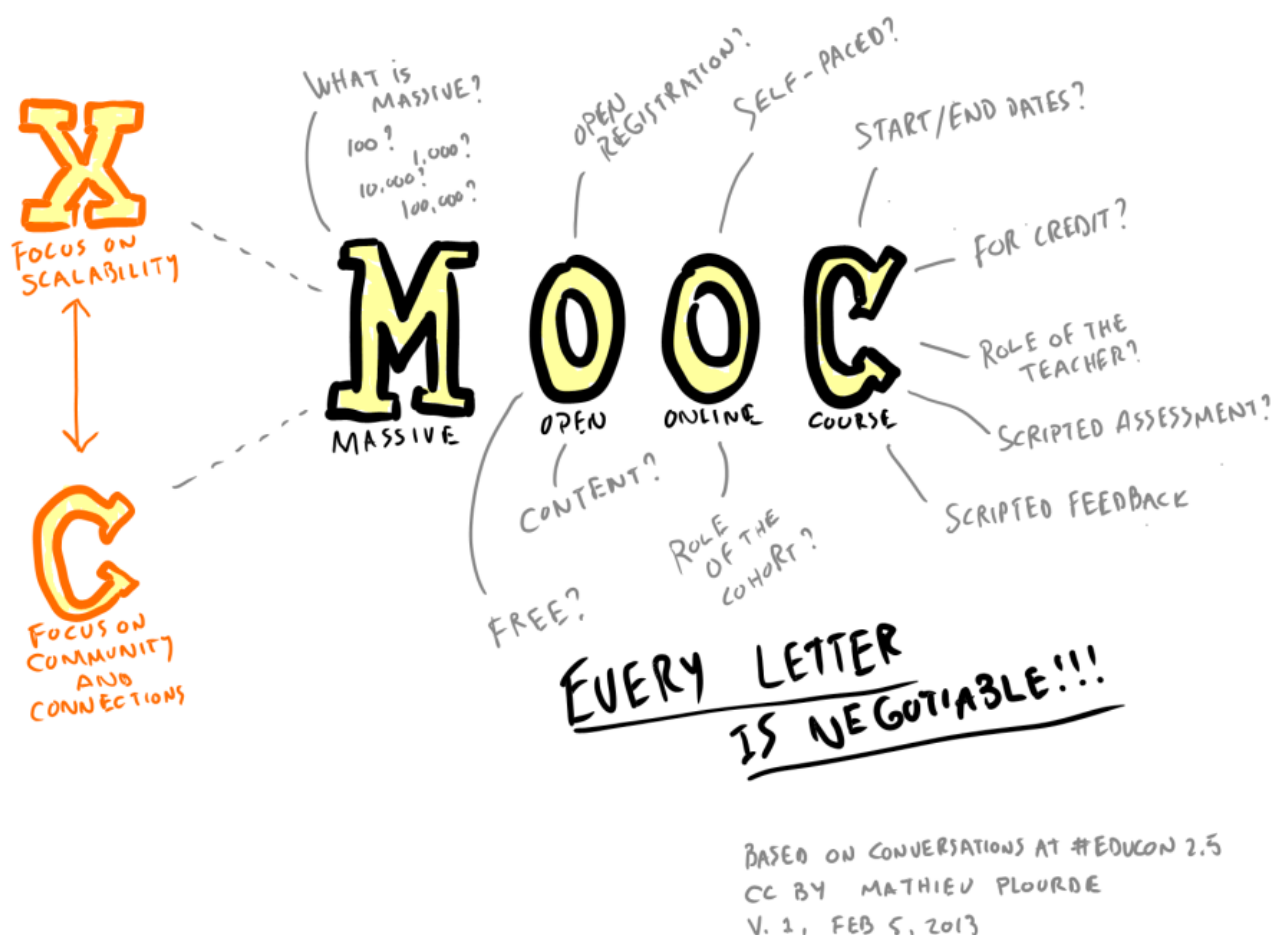 X
FOCUS ON
SCALABILITY
C
FOCUS ON
COMMUNITY
AND
CONNECTIONS
WHAT IS
MASSIVE?
100?
1,000?
10,000?
100,000?
OPEN
REGISTRATION?
SELF-PACED?
START/END DATES?
FOR CREDIT?
ROLE OF THE
TEACHER?
SCRIPTED ASSESSMENT?
SCRIPTED FEEDBACK
MOOC
MASSIVE OPEN ONLINE COURSE
CONTENT?
FREE?
ROLE
OF THE
COHORT?
EVERY LETTER
IS NEGOTIABLE!!!
BASED ON CONVERSATIONS AT #EDUCON 2.5
CC BY MATHIEU PLOURDE
V. 1, FEB 5, 2013